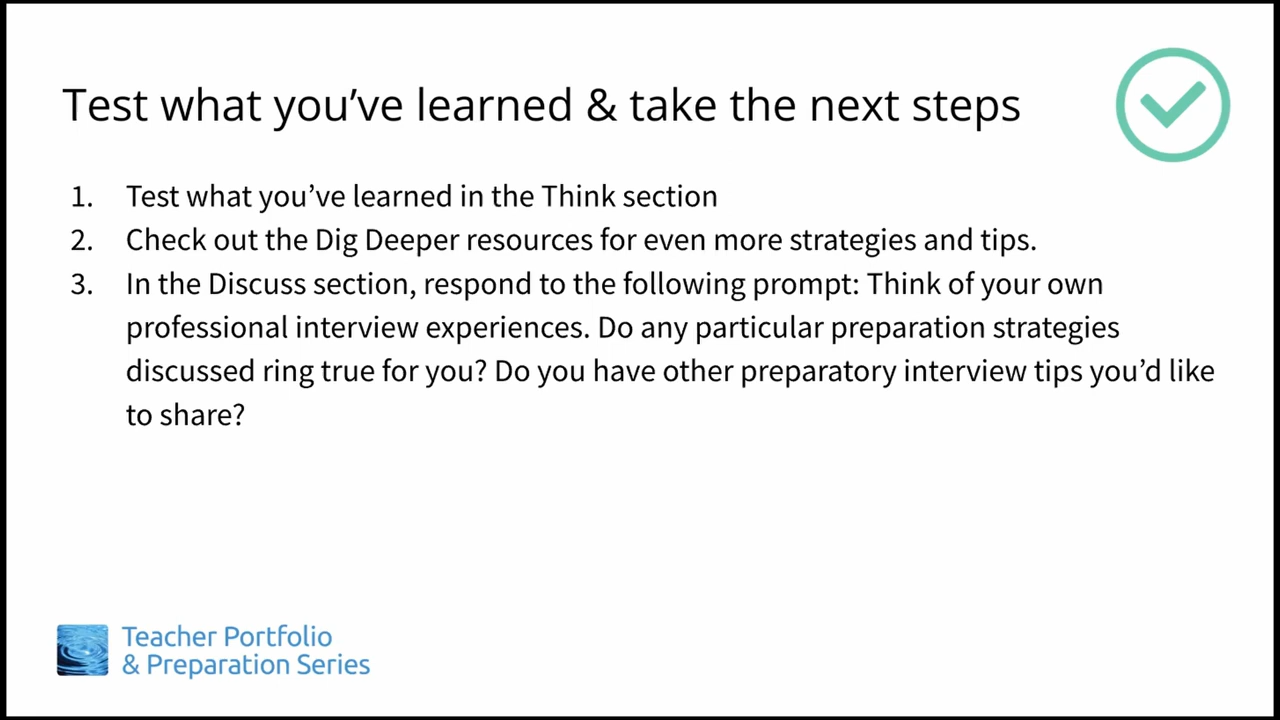 Test what you’ve learned & take the next steps
1. Test what you’ve learned in the Think section
2. Check out the Dig Deeper resources for even more strategies and tips.
3. In the Discuss section, respond to the following prompt: Think of your own
professional interview experiences. Do any particular preparation strategies
discussed ring true for you? Do you have other preparatory interview tips you’d like
to share?
Teacher Portfolio
& Preparation Series